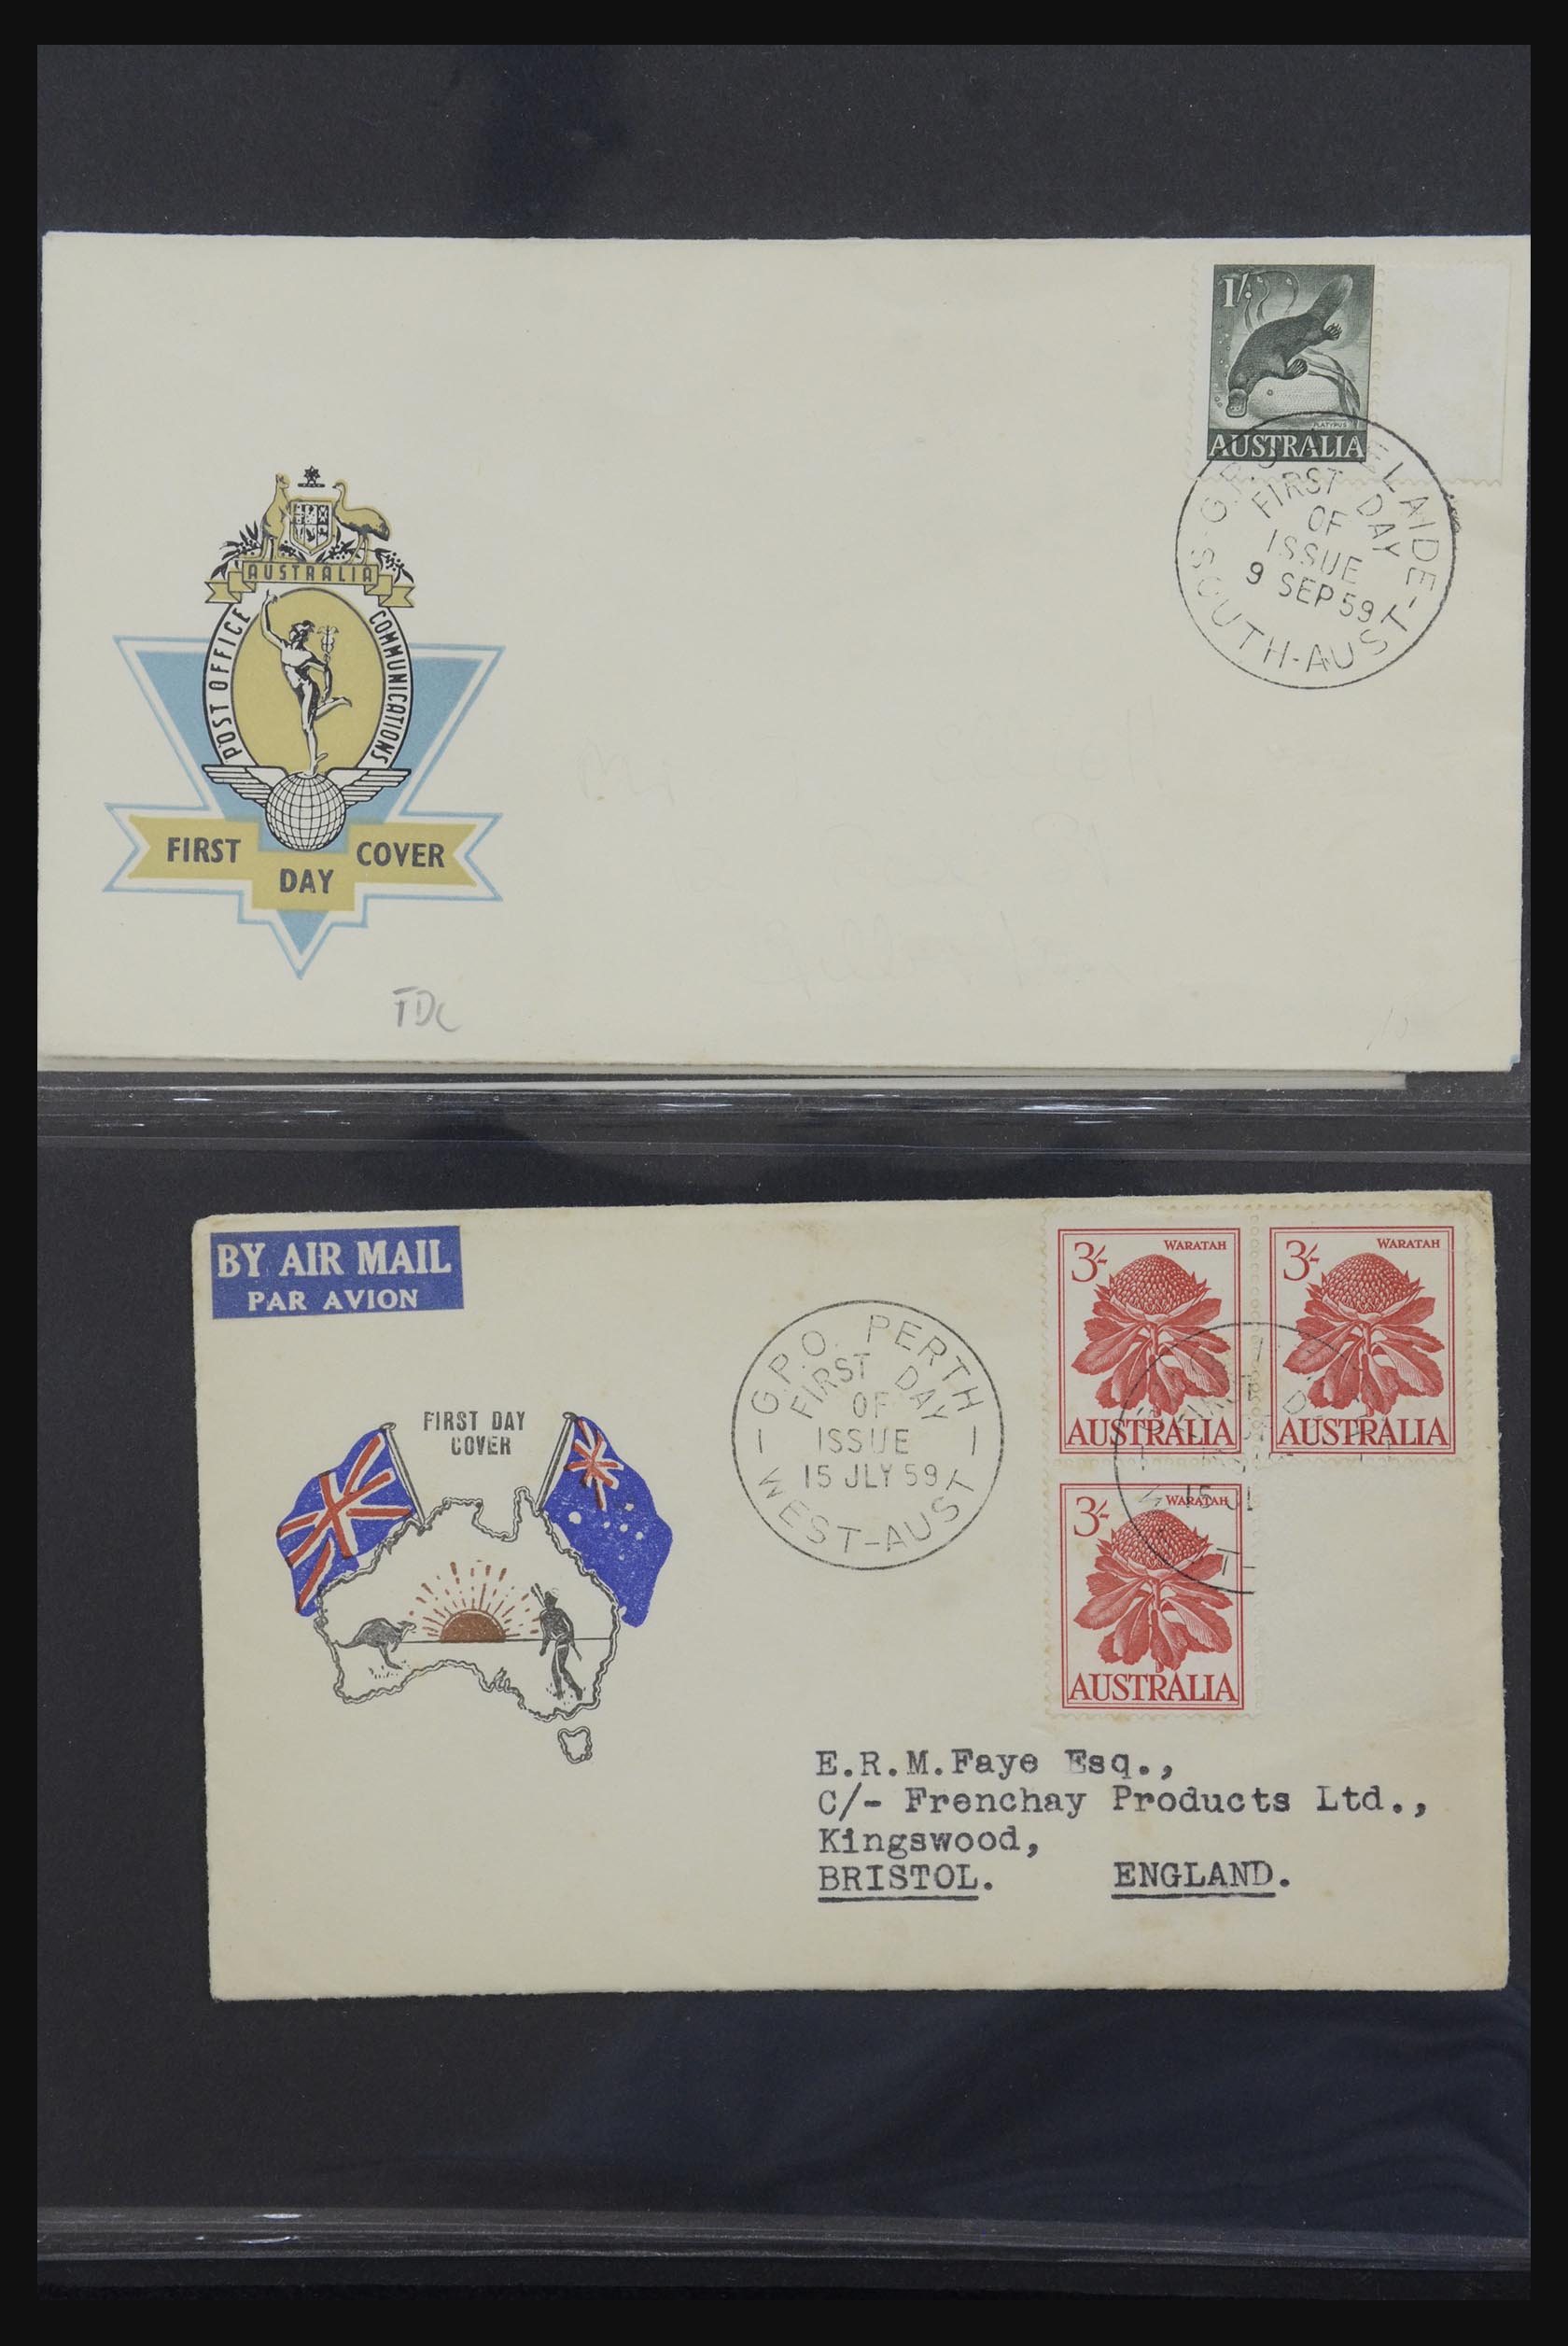 1/-
PLATYPUS
AUSTRALIA
FIRST DAY
OF
ISSUE
9 SEP 59
SOUTH-AUST
AUSTRALIA
POST OFFICE
COMMUNICATIONS
FIRST DAY COVER
FDC
BY AIR MAIL
PAR AVION
FIRST DAY
COVER
G.P.O. PERTH
FIRST DAY
OF
ISSUE
15 JLY 59
WEST-AUST
3/- WARATAH
AUSTRALIA
3/- WARATAH
AUSTRALIA
3/- WARATAH
AUSTRALIA
E.R.M.Faye Esq.,
C/- Frenchay Products Ltd.,
Kingswood,
BRISTOL. ENGLAND.